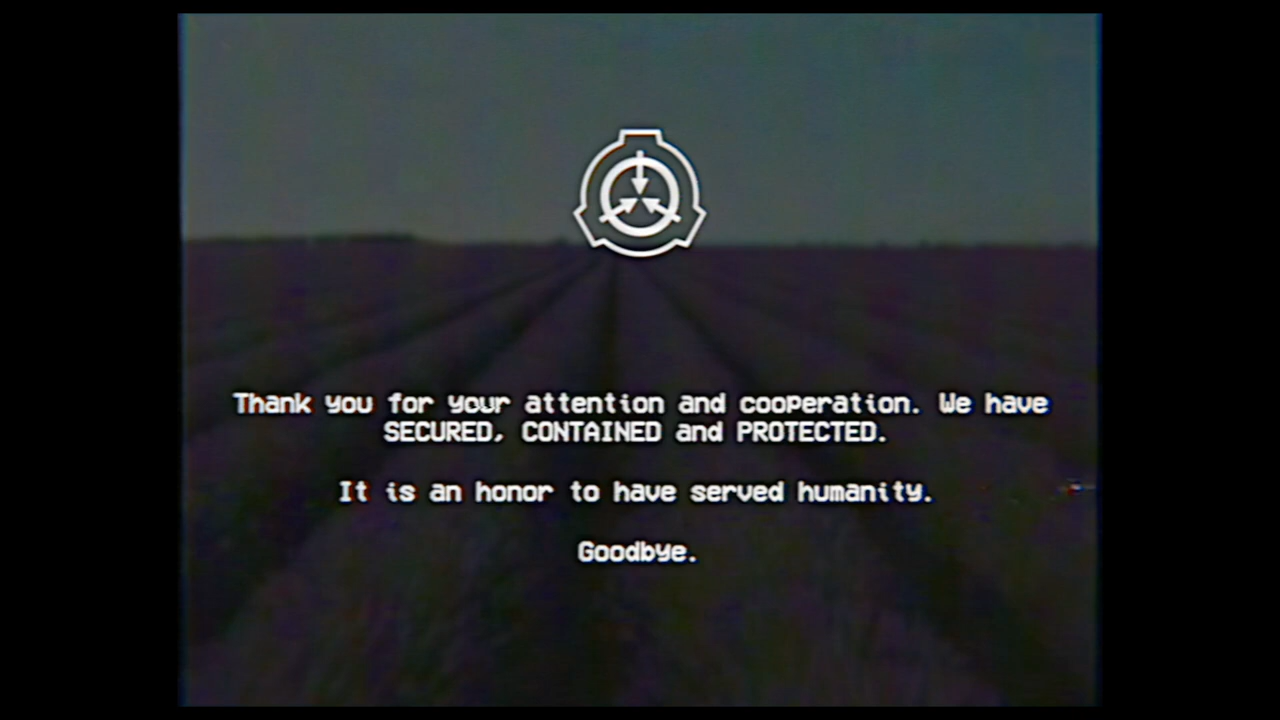 Thank you for your attention and cooperation. We have
SECURED, CONTAINED and PROTECTED.
It is an honor to have served humanity.
Goodbye.